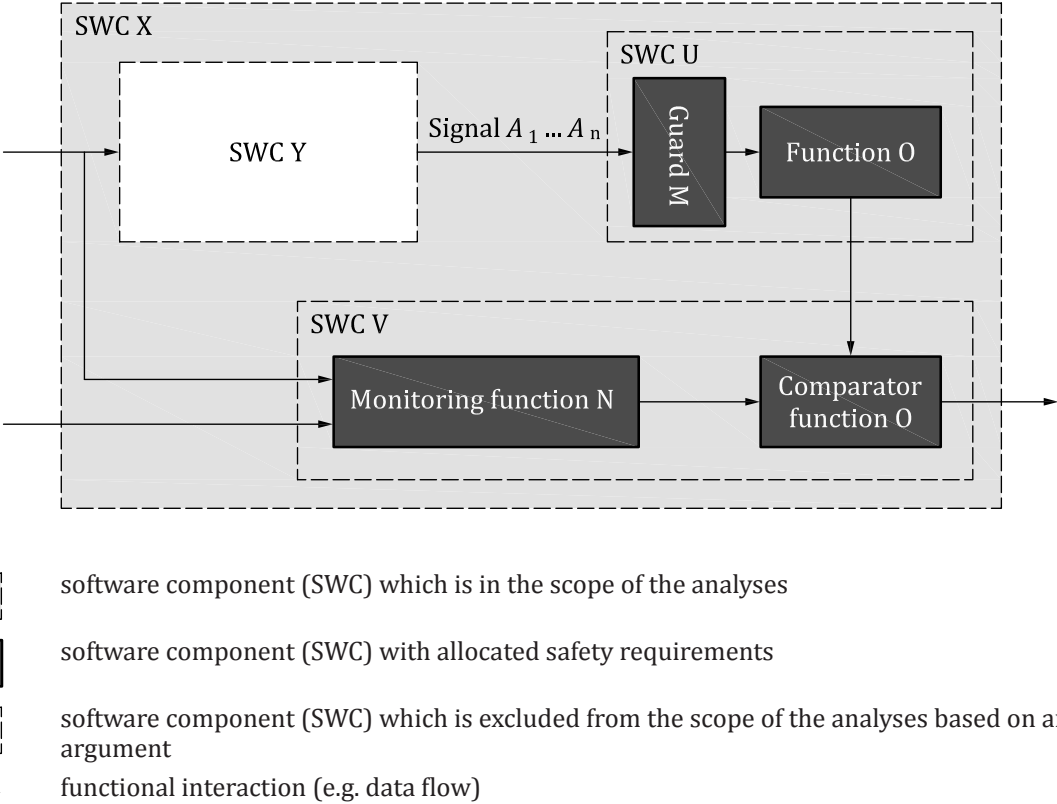 SWC X
SWC U
SWC Y
Signal A 1 ... A n
Guard M
Function O
SWC V
Monitoring function N
Comparator
function O
software component (SWC) which is in the scope of the analyses
software component (SWC) with allocated safety requirements
software component (SWC) which is excluded from the scope of the analyses based on
argument
functional interaction (e.g. data flow)